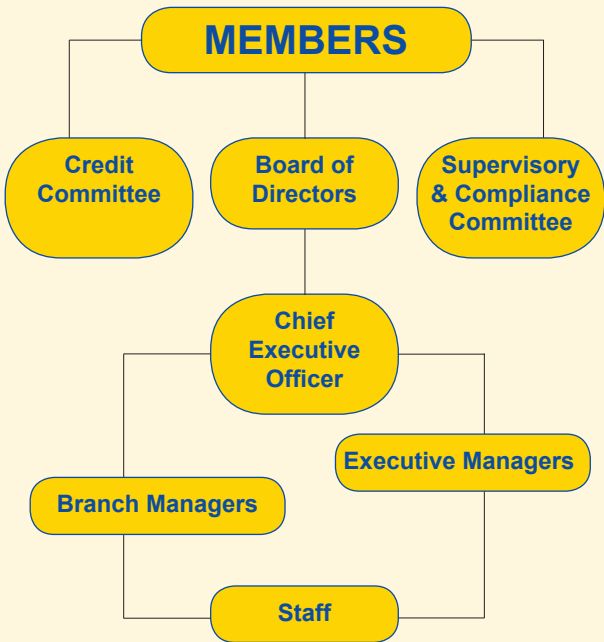 MEMBERS
Credit
Committee
Board of
Directors
Supervisory
& Compliance
Committee
Chief
Executive
Officer
Executive Managers
Branch Managers
Staff